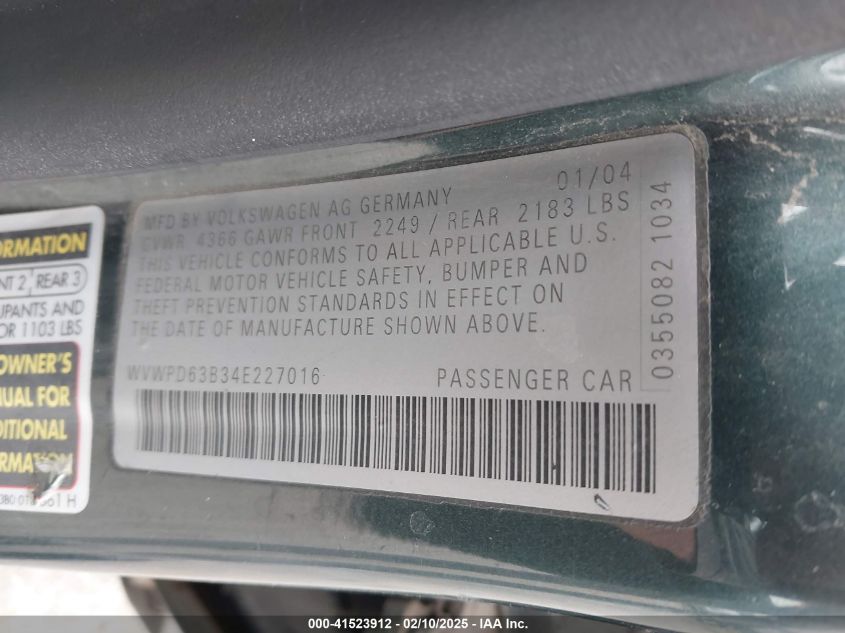 ORMATION
NT 2, REAR 3
UPANTS AND
OR 1103 LBS
OWNER'S
NUAL FOR
DITIONAL
ORMATION
01/04
MFD BY VOLKSWAGEN AG GERMANY
GVWR 4366 GAWR FRONT 2249 / REAR 2183 LBS
THIS VEHICLE CONFORMS TO ALL APPLICABLE U.S.
FEDERAL MOTOR VEHICLE SAFETY, BUMPER AND
THEFT PREVENTION STANDARDS IN EFFECT ON
THE DATE OF MANUFACTURE SHOWN ABOVE.
WVWPD63B34E227016
PASSENGER CAR
0355082 1034
000-41523912 - 02/10/2025 - IAAI Inc.